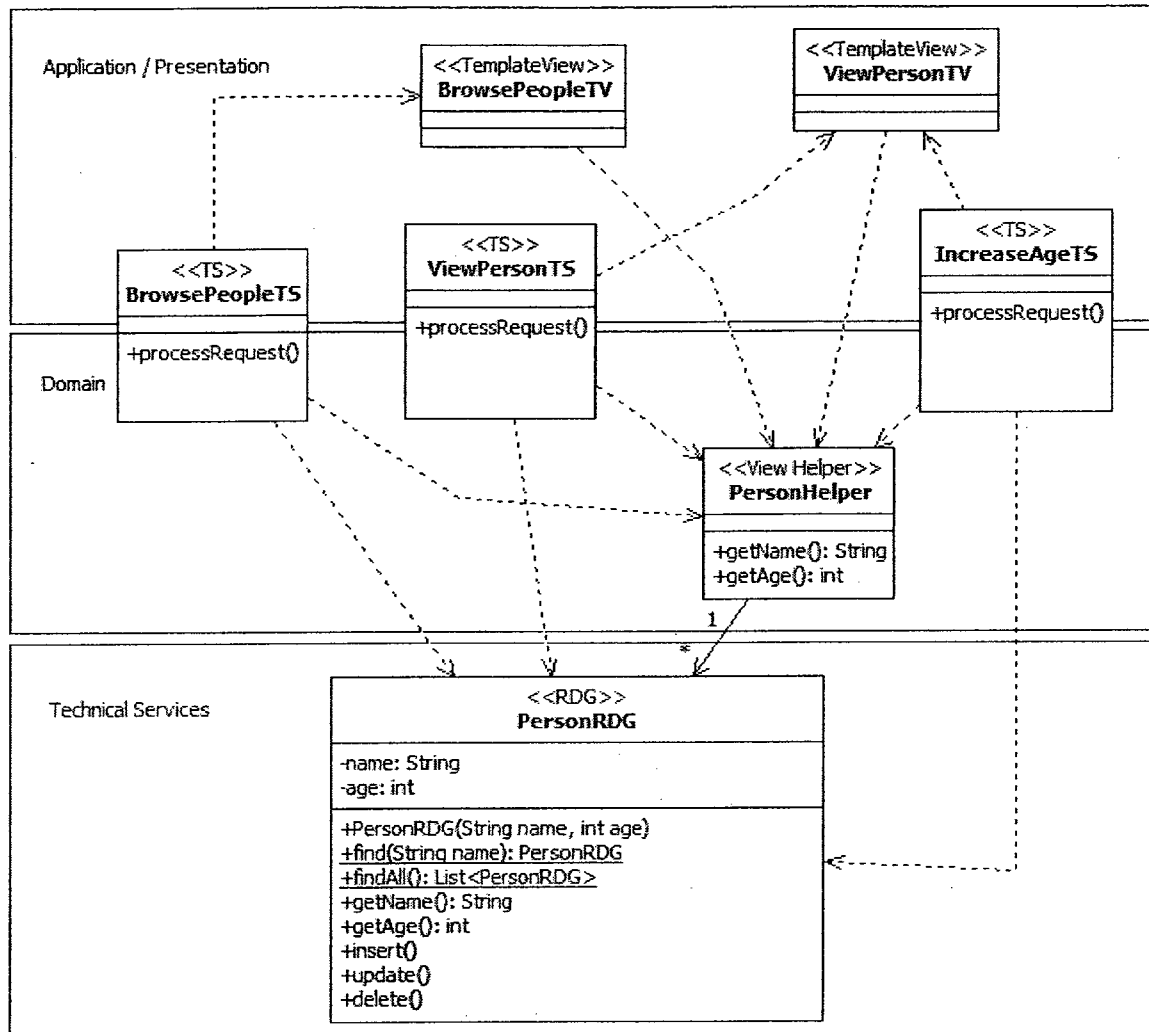 Application / Presentation
<<TemplateView>>
BrowsePeopleTV
<<TemplateView>>
ViewPersonTV
<<TS>>
BrowsePeopleTS
+processRequest()
<<TS>>
ViewPersonTS
+processRequest()
<<TS>>
IncreaseAgeTS
+processRequest()
Domain
<<View Helper>>
PersonHelper
+getName(): String
+getAge(): int
1
*
Technical Services
<<RDG>>
PersonRDG
-name: String
-age: int
+PersonRDG(String name, int age)
+find(String name): PersonRDG
+findAll(): List<PersonRDG>
+getName(): String
+getAge(): int
+insert()
+update()
+delete()